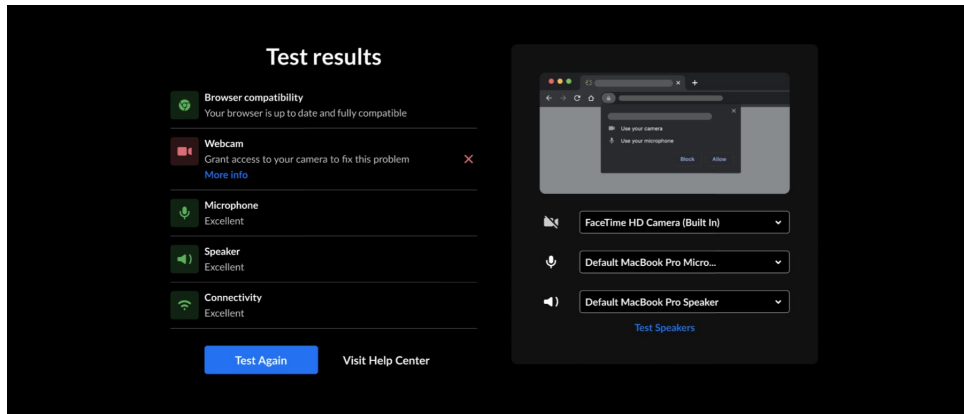 Test results
Browser compatibility
Your browser is up to date and fully compatible
Webcam
Grant access to your camera to fix this problem
More info
Microphone
Excellent
Speaker
Excellent
Connectivity
Excellent
Test Again
Visit Help Center
Use your camera
Use your microphone
Block
Allow
FaceTime HD Camera (Built In)
Default MacBook Pro Micro...
Default MacBook Pro Speaker
Test Speakers